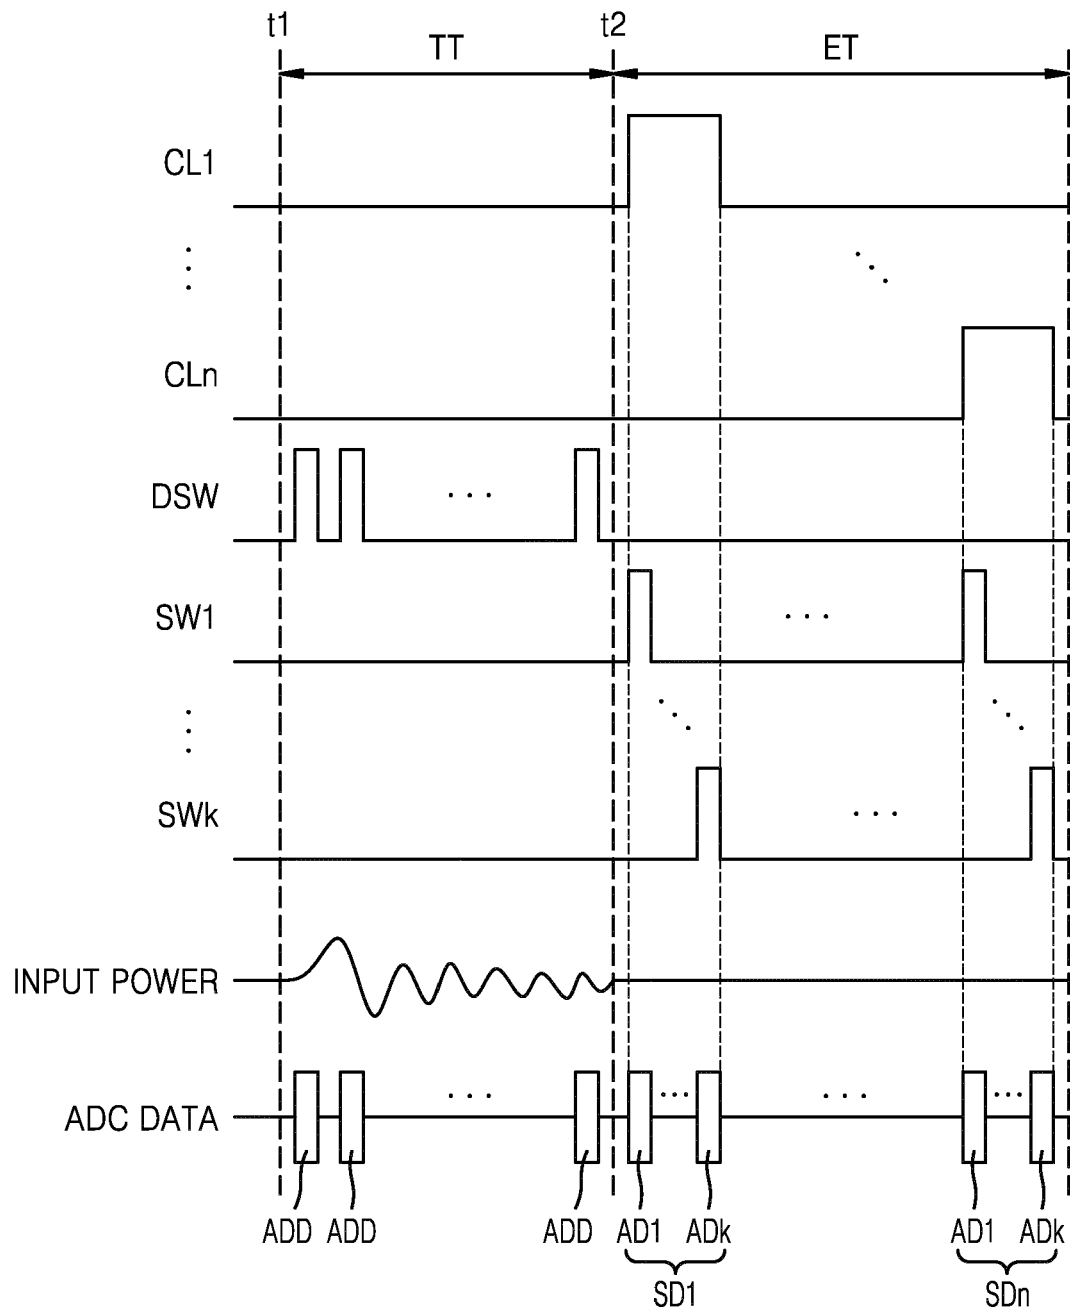 t1
t2
TT
ET
CL1
CLn
DSW
SW1
SWk
INPUT POWER
ADC DATA
ADD
ADD
ADD
AD1
ADk
AD1
ADk
SD1
SDn